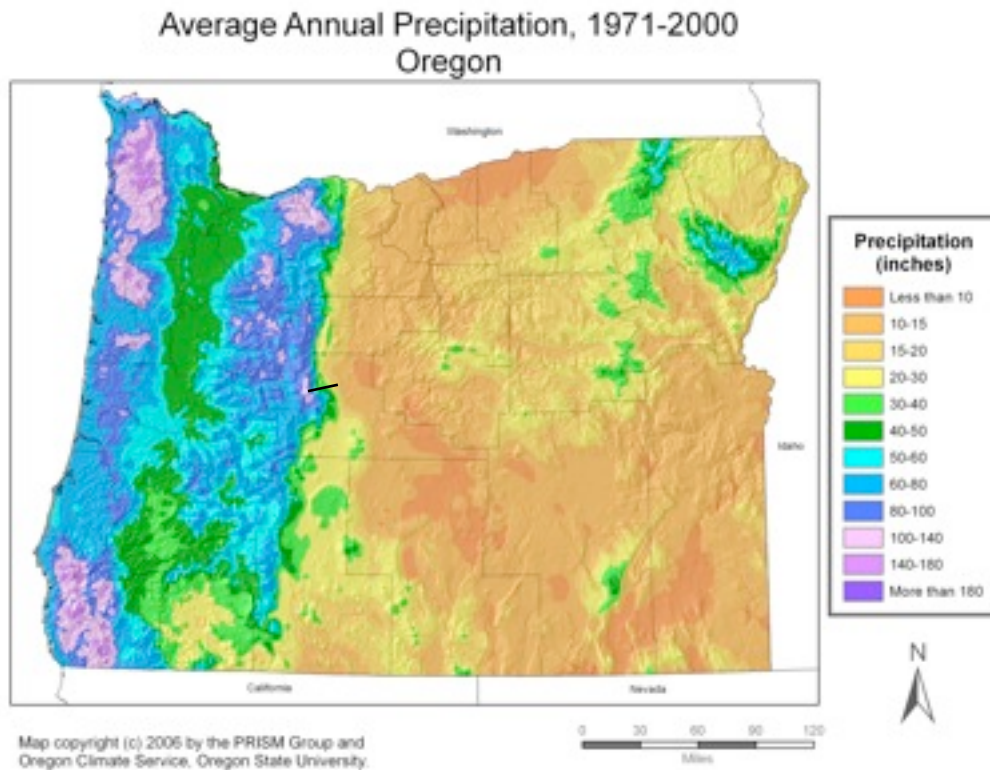 Average Annual Precipitation, 1971-2000
Oregon
Washington
Idaho
California
Nevada
Precipitation
(inches)
Less than 10
10-15
15-20
20-30
30-40
40-50
50-60
60-80
80-100
100-140
140-180
More than 180
N
0 30 60 90 120
Miles
Map copyright (c) 2006 by the PRISM Group and
Oregon Climate Service, Oregon State University.